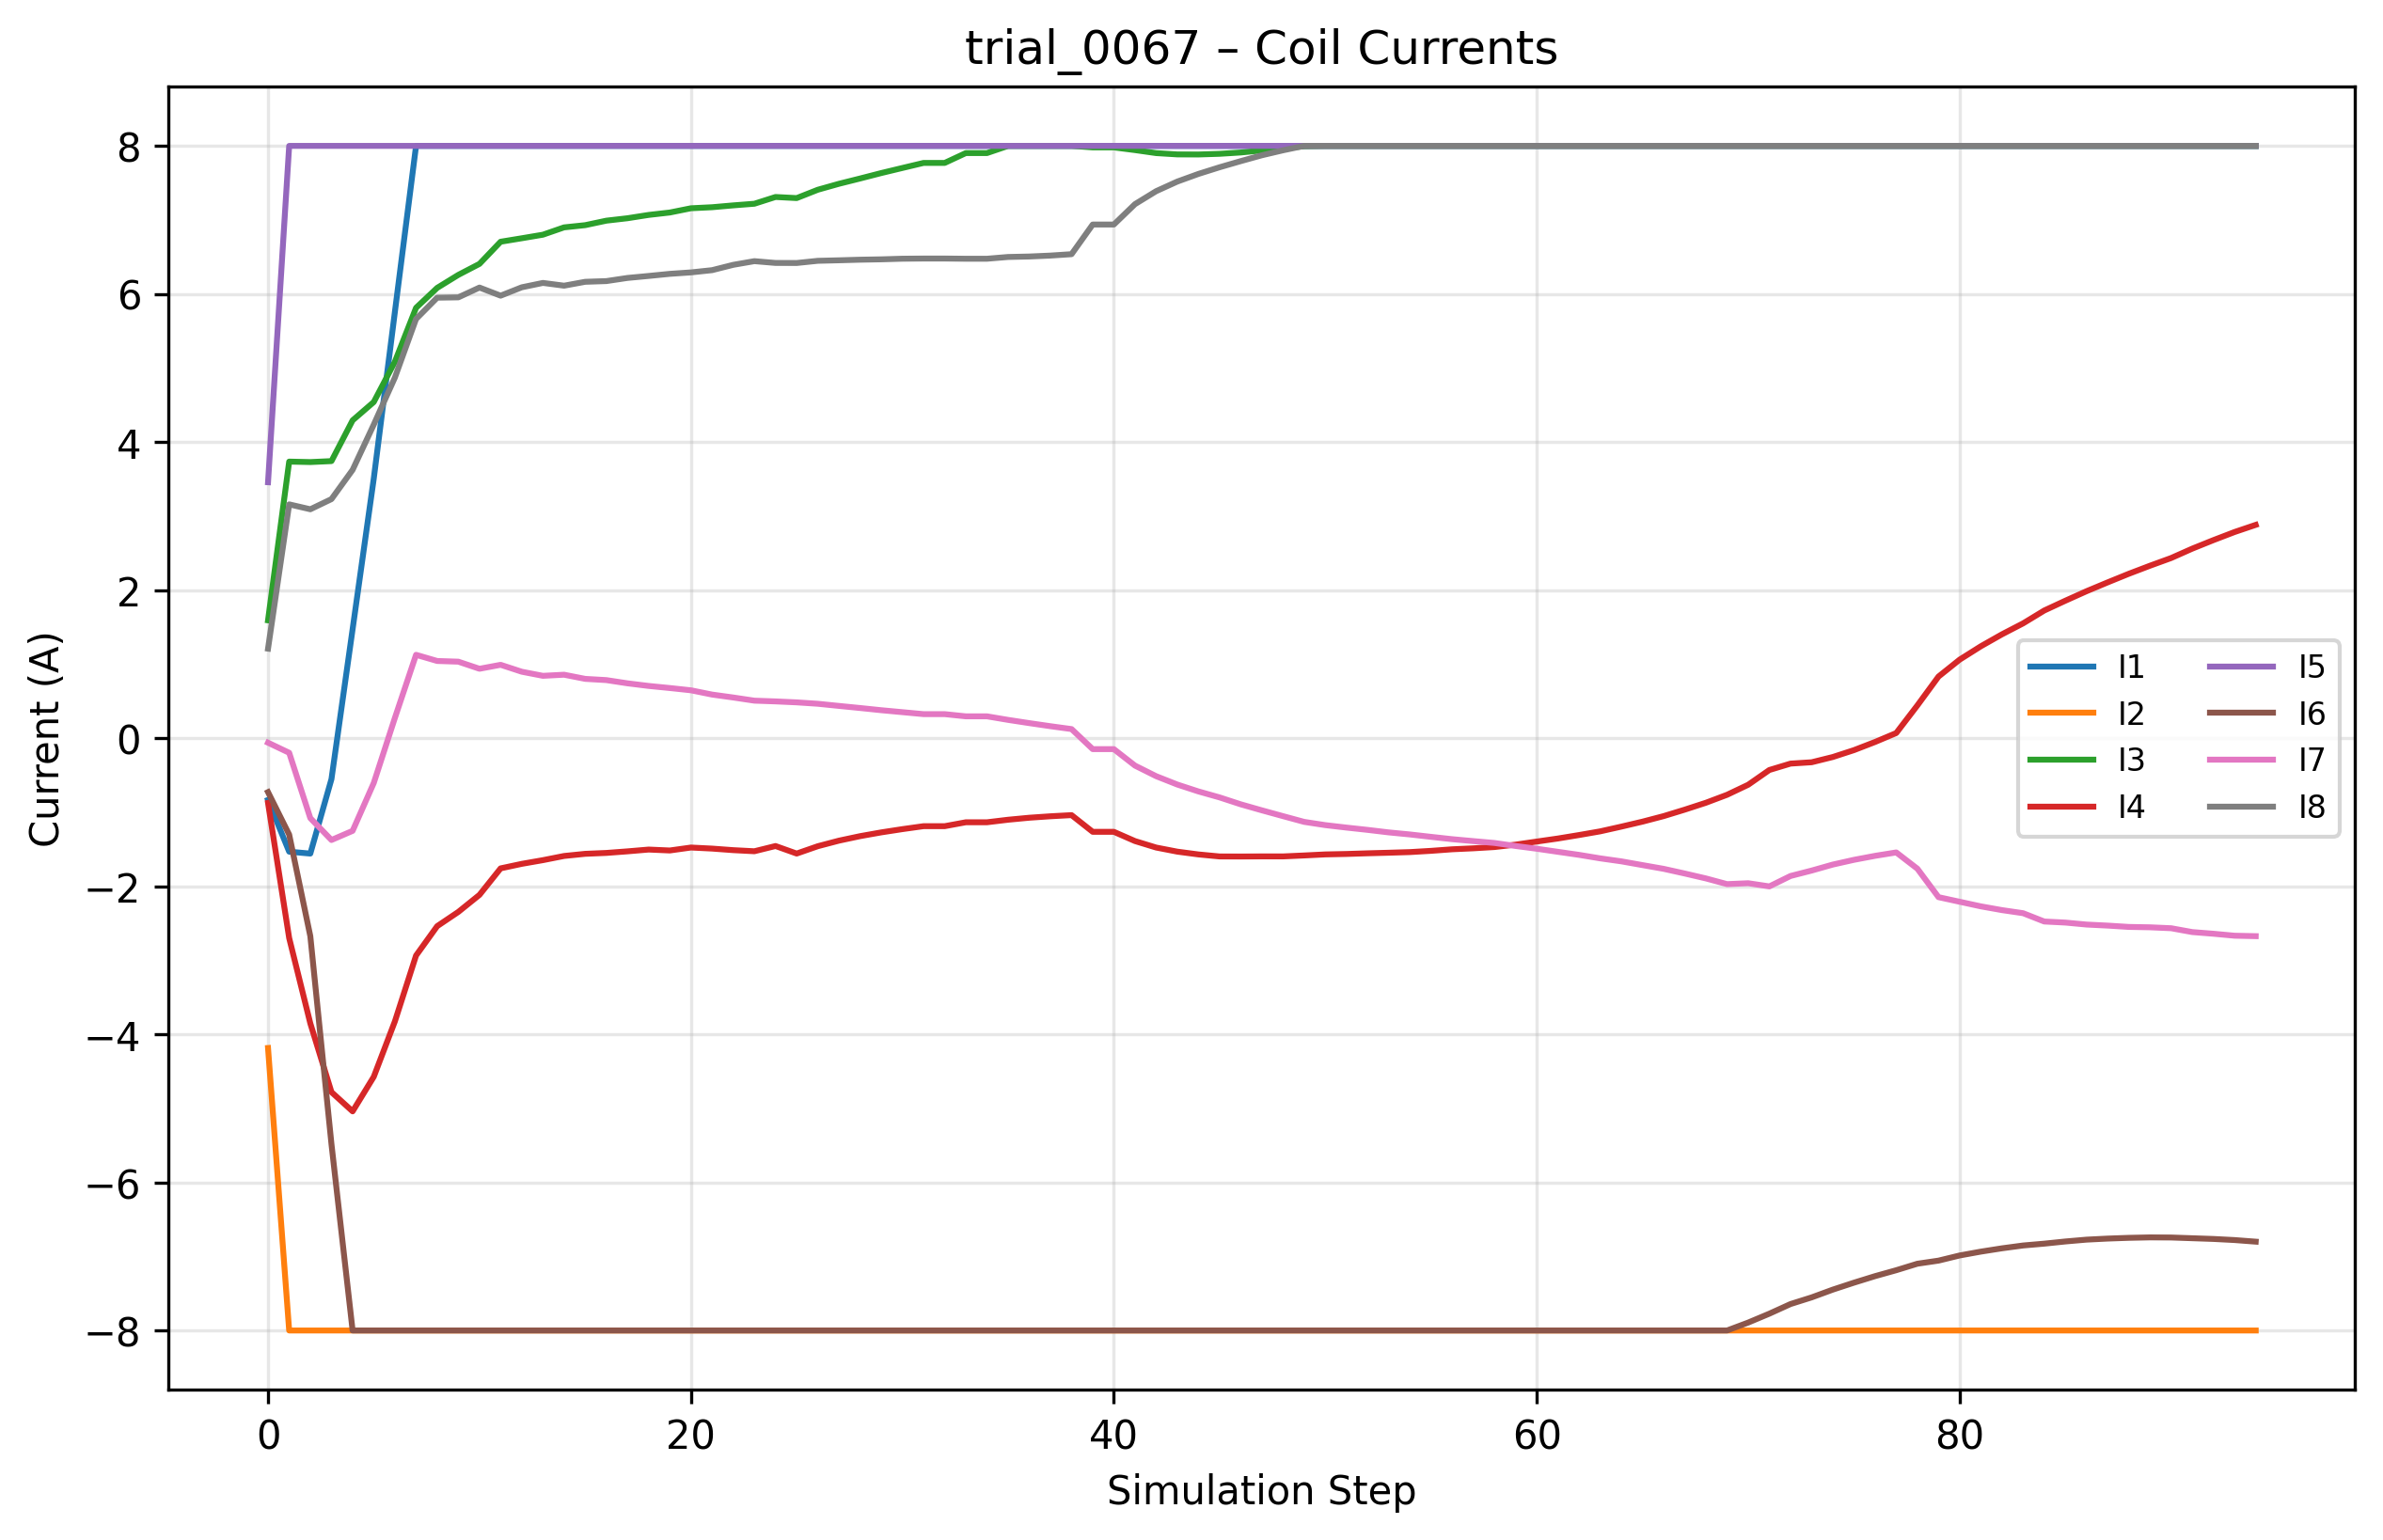 trial_0067 – Coil Currents
Current (A)
8
6
4
2
0
−2
−4
−6
−8
I1
I2
I3
I4
I5
I6
I7
I8
0
20
40
60
80
Simulation Step